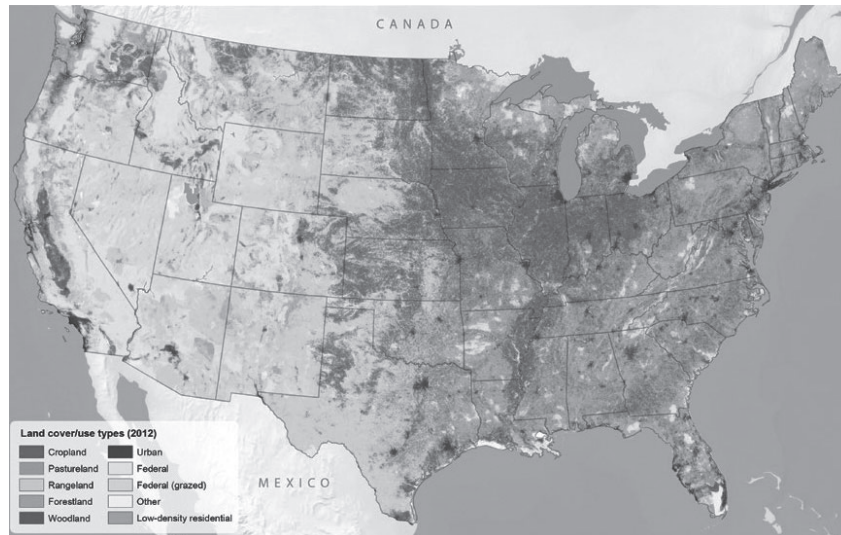 CANADA
MEXICO
Land cover/use types (2012)
Cropland
Pastureland
Rangeland
Forestland
Woodland
Urban
Federal
Federal (grazed)
Other
Low-density residential